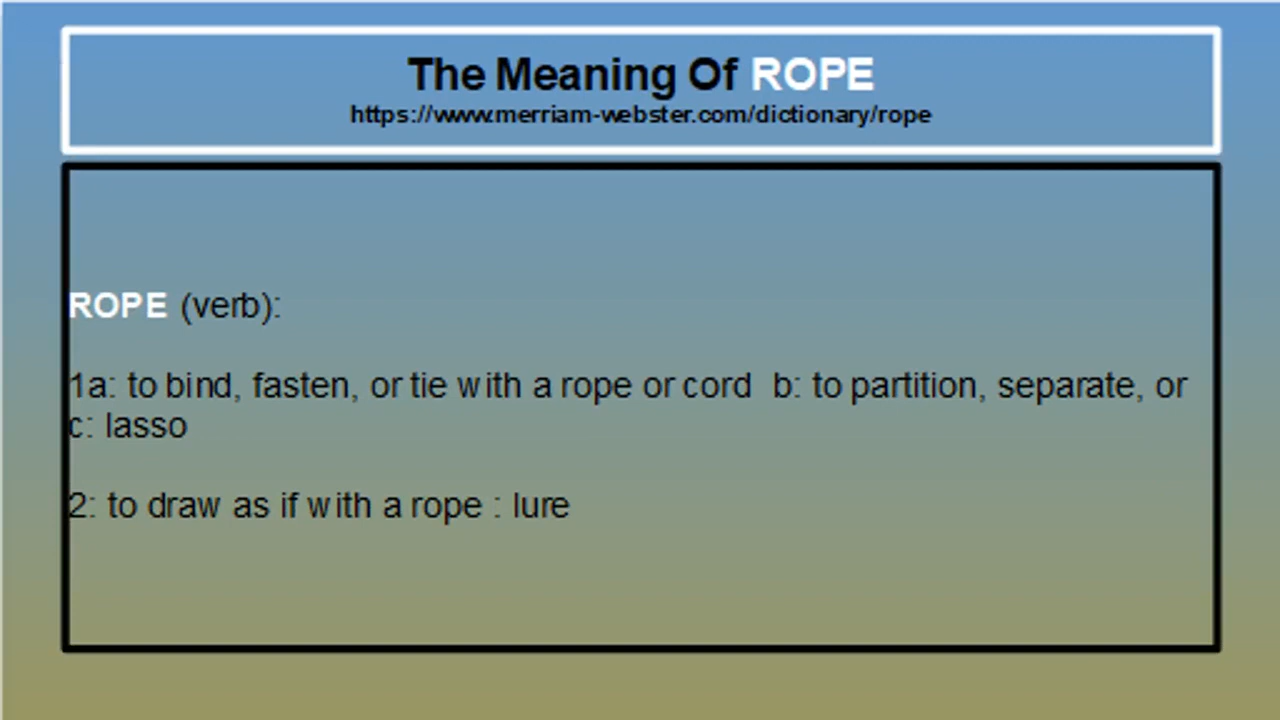 The Meaning Of ROPE
https://www.merriam-webster.com/dictionary/rope
ROPE (verb):
1a: to bind, fasten, or tie with a rope or cord  b: to partition, separate, or
c: lasso
2: to draw as if with a rope : lure